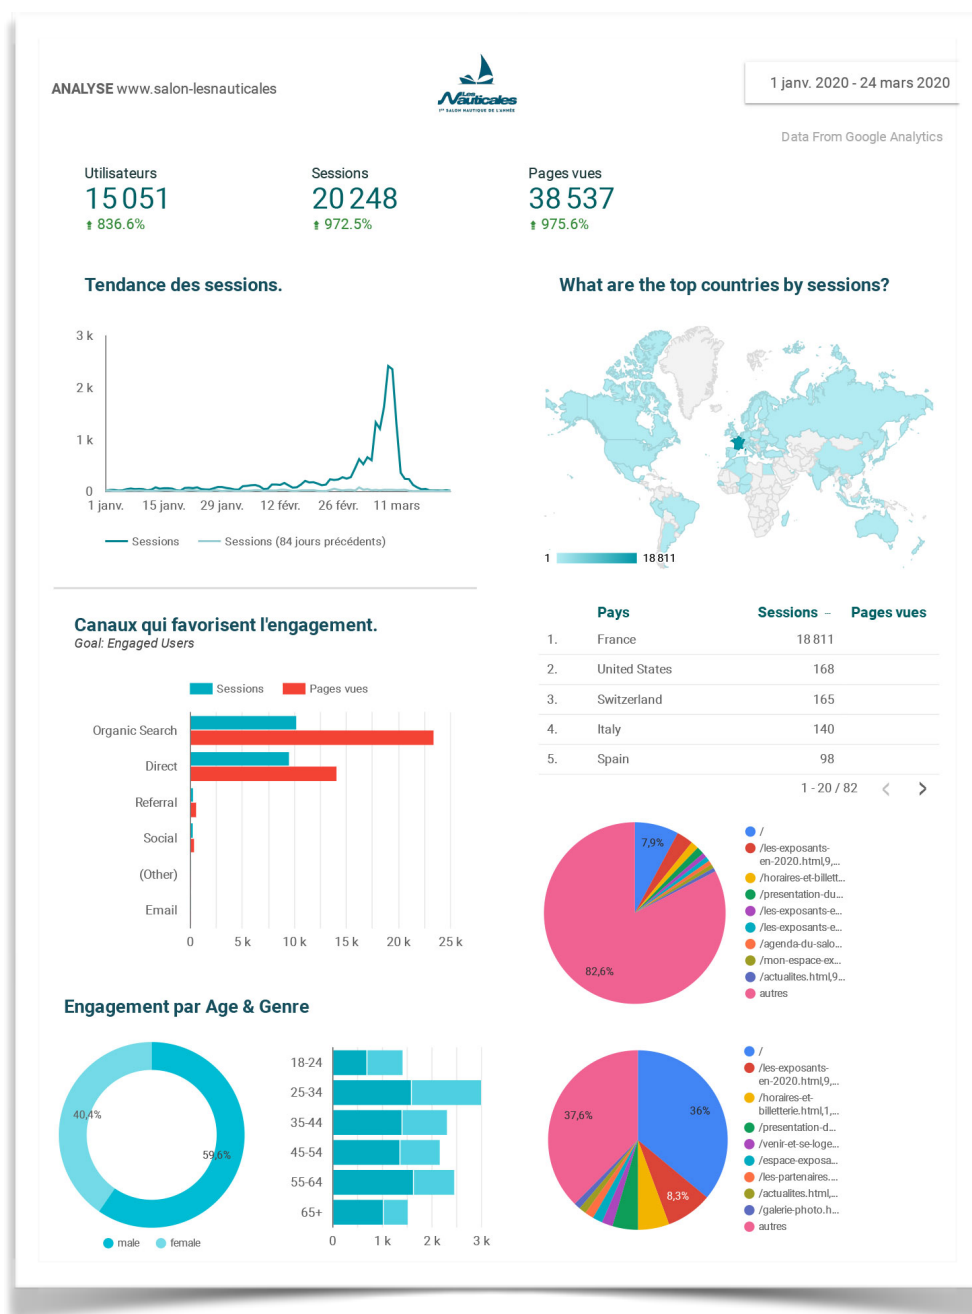 ANALYSE www.salon-lesnauticales
Les
Nauticales
1ER SALON NAUTIQUE DE L'ANNÉE
1 janv. 2020 - 24 mars 2020
Data From Google Analytics
Utilisateurs
15 051
836.6%
Sessions
20 248
972.5%
Pages vues
38 537
975.6%
Tendance des sessions.
3 k
2 k
1 k
0
1 janv.
15 janv.
29 janv.
12 févr.
26 févr.
11 mars
Sessions
Sessions (84 jours précédents)
What are the top countries by sessions?
1
18 811
Pays Sessions Pages vues
1. France 18 811
2. United States 168
3. Switzerland 165
4. Italy 140
5. Spain 98
1 - 20 / 82
Canaux qui favorisent l'engagement.
Goal: Engaged Users
Sessions
Pages vues
Organic Search
Direct
Referral
Social
(Other)
Email
0
5 k
10 k
15 k
20 k
25 k
7,9%
82,6%
/
/les-exposants-
en-2020.html,9,...
/horaires-et-billett...
/presentation-du...
/les-exposants-e...
/les-exposants-e...
/agenda-du-salo...
/mon-espace-ex...
/actualites.html,9...
autres
Engagement par Age & Genre
40,4%
59,6%
male
female
18-24
25-34
35-44
45-54
55-64
65+
0
1 k
2 k
3 k
37,6%
36%
8,3%
/
/les-exposants-
en-2020.html,9,...
/horaires-et-
billetterie.html,1,...
/presentation-d...
/venir-et-se-loge...
/espace-exposa...
/les-partenaires....
/actualites.html,...
/galerie-photo.h...
autres